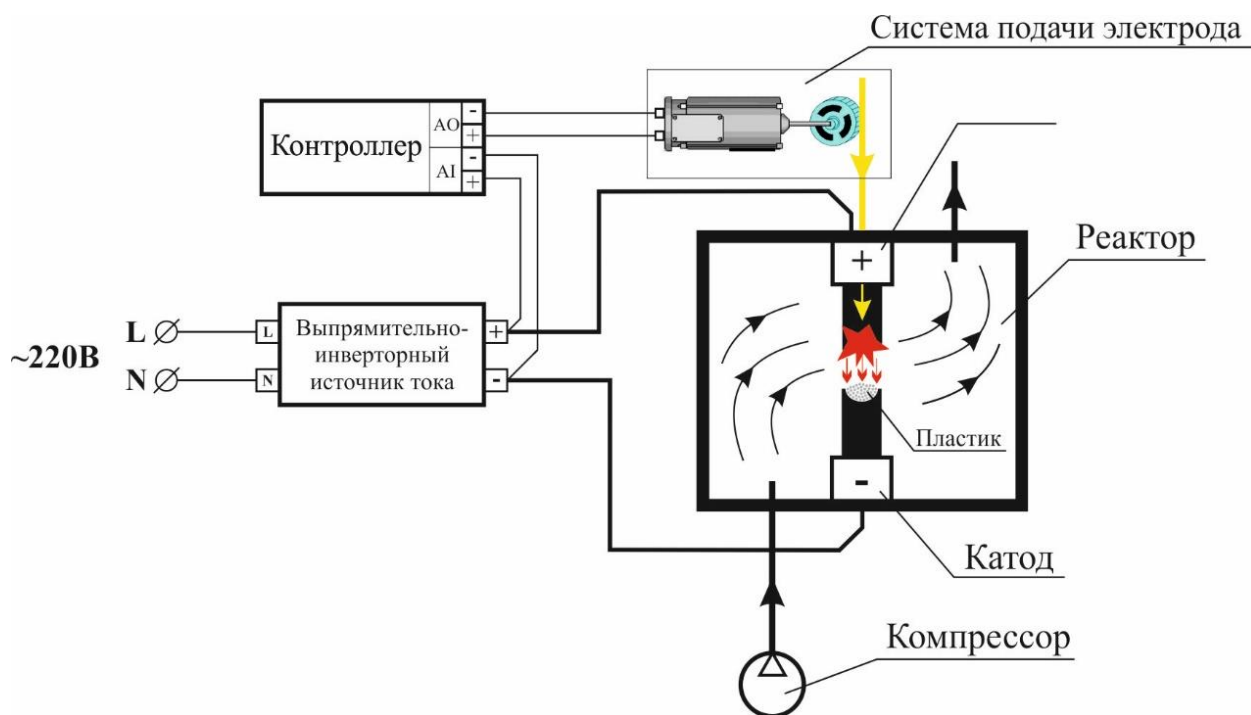 Система подачи электрода
Контроллер
AO
-
+
AI
-
+
Реактор
+
~220В
L
L
N
N
Выпрямительно-
инверторный
источник тока
+
-
Пластик
-
Катод
Компрессор